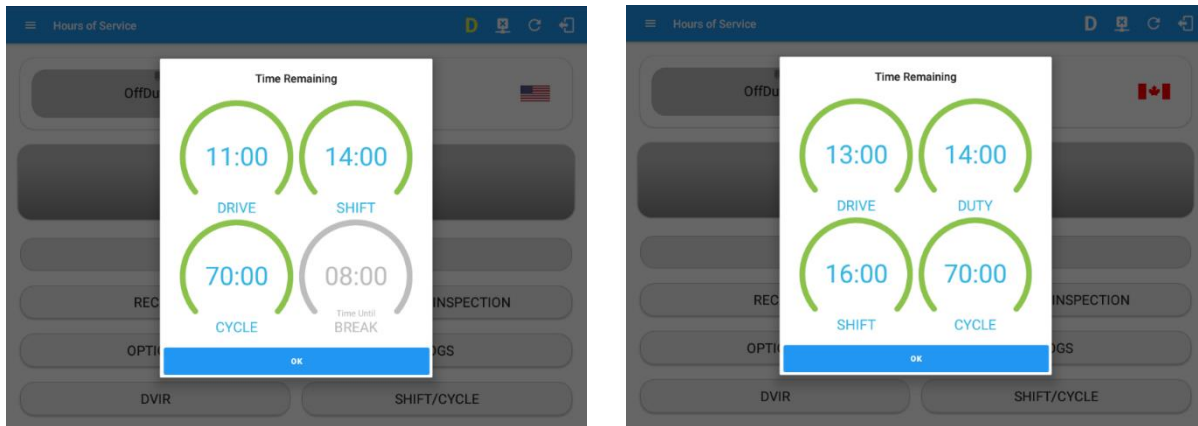 Hours of Service
D
Time Remaining
OffDu
11:00
14:00
DRIVE
SHIFT
70:00
08:00
Time Until
CYCLE
BREAK
REC
INSPECTION
OPTIO
OGS
OK
DVIR
SHIFT/CYCLE
Hours of Service
D
Time Remaining
OffDu
13:00
14:00
DRIVE
DUTY
16:00
70:00
SHIFT
CYCLE
REC
INSPECTION
OPTIO
OGS
OK
DVIR
SHIFT/CYCLE